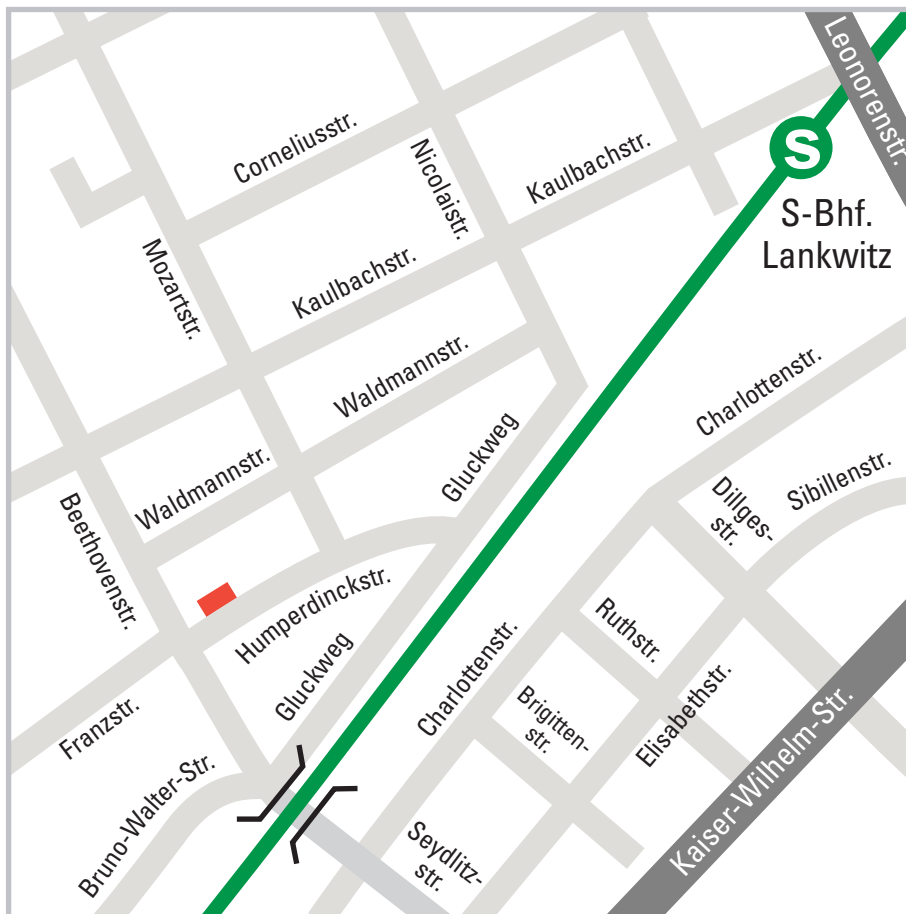 Leonorenstr.
Corneliusstr.
Nicolaistr.
Kaulbachstr.
S
S-Bhf.
Lankwitz
Mozartstr.
Kaulbachstr.
Waldmannstr.
Charlottenstr.
Gluckweg
Waldmannstr.
Dillges-
str.
Sibillenstr.
Beethovenstr.
Humperdinckstr.
Ruthstr.
Gluckweg
Charlottenstr.
Brigitten-
str.
Elisabethstr.
Franzstr.
Kaiser-Wilhelm-Str.
Bruno-Walter-Str.
Seydlitz-
str.